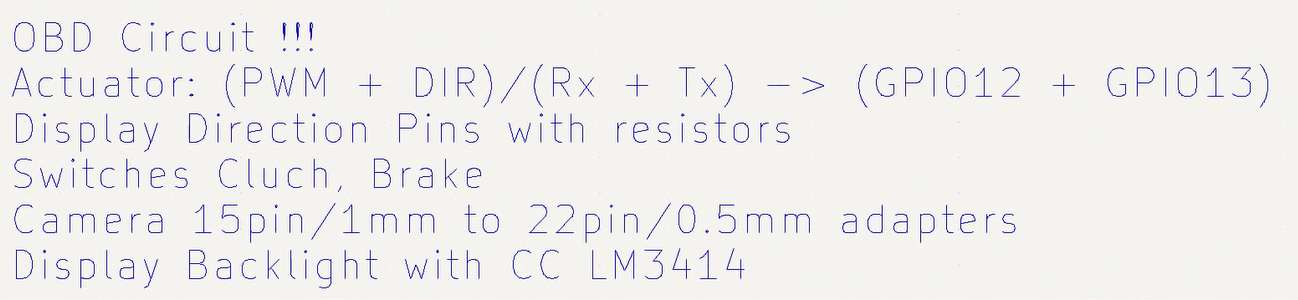 OBD Circuit !!!
Actuator: (PWM + DIR)/(Rx + Tx) -> (GPIO12 + GPIO13)
Display Direction Pins with resistors
Switches Cluch, Brake
Camera 15pin/1mm to 22pin/0.5mm adapters
Display Backlight with CC LM3414